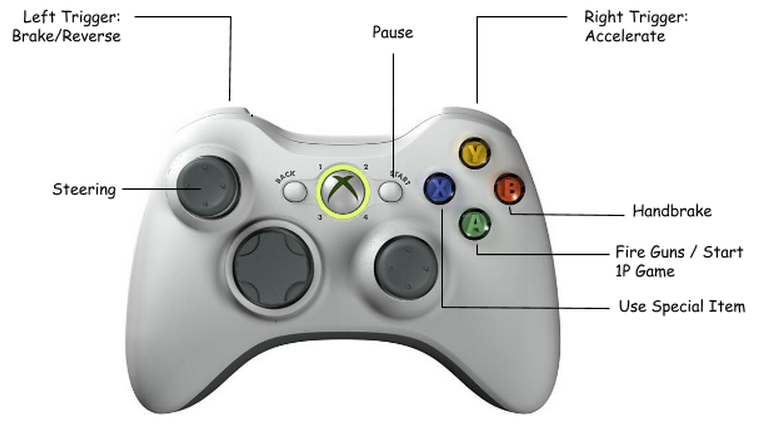 Left Trigger:
Brake/Reverse
Right Trigger:
Accelerate
Pause
Steering
BACK
1
2
START
3
4
Y
X
B
A
Handbrake
Fire Guns / Start
1P Game
Use Special Item